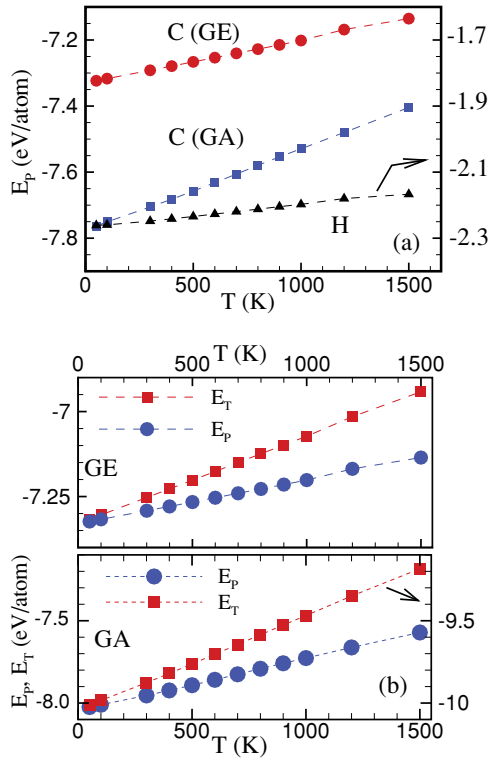 C (GE)
-7.2
-1.7
-7.4
-1.9
E_P (eV/atom)
C (GA)
-7.6
-2.1
H
-7.8
-2.3
(a)
0 500 1000 1500
T (K)
T (K)
0 500 1000 1500
E_T
-7
E_P
GE
-7.25
E_P
E_T
-7.5
-9.5
GA
E_P, E_T (eV/atom)
(b)
-8.0
-10
0 500 1000 1500
T (K)